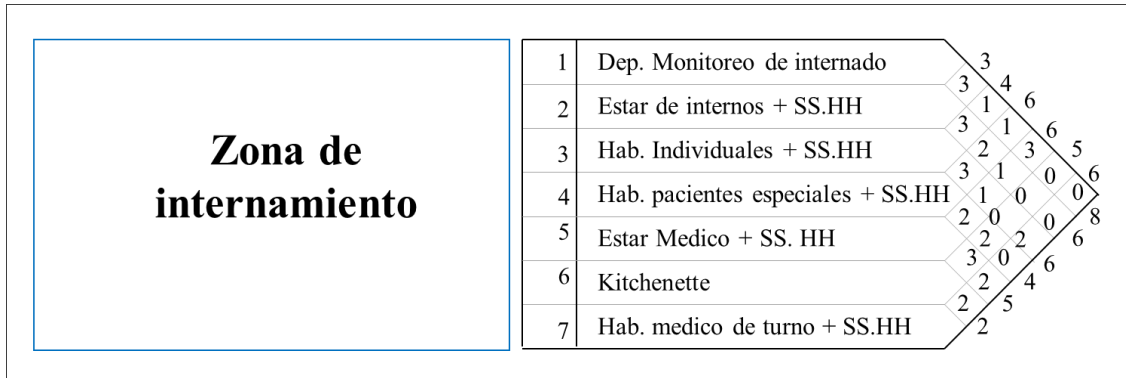 Zona de
internamiento
1 Dep. Monitoreo de internado
2 Estar de internos + SS.HH
3 Hab. Individuales + SS.HH
4 Hab. pacientes especiales + SS.HH
5 Estar Medico + SS. HH
6 Kitchenette
7 Hab. medico de turno + SS.HH
3
3 4
1 6
3 1 6
2 3 5
3 1 0 6
1 0 0 8
2 0 0 6
2 2 6
3 0 4
2 5
2 2